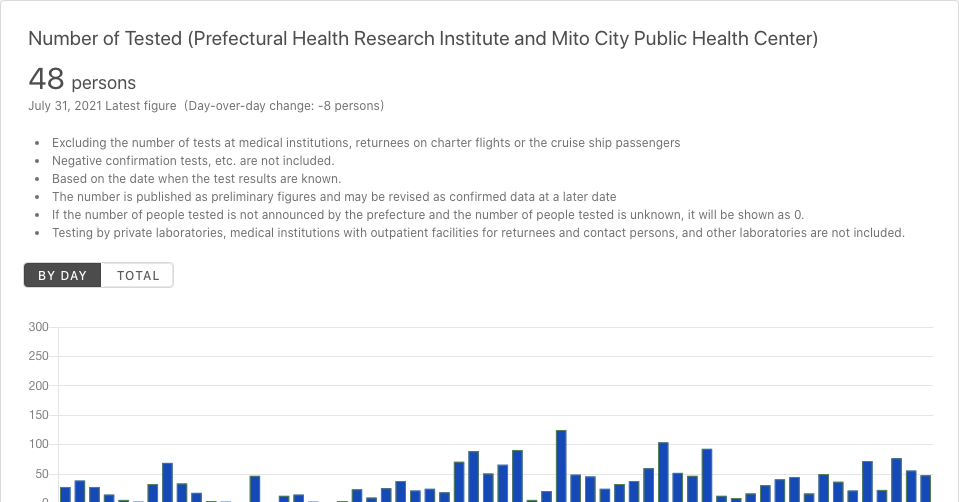 Number of Tested (Prefectural Health Research Institute and Mito City Public Health Center)
48 persons
July 31, 2021 Latest figure (Day-over-day change: -8 persons)
• Excluding the number of tests at medical institutions, returnees on charter flights or the cruise ship passengers
• Negative confirmation tests, etc. are not included.
• Based on the date when the test results are known.
• The number is published as preliminary figures and may be revised as confirmed data at a later date
• If the number of people tested is not announced by the prefecture and the number of people tested is unknown, it will be shown as 0.
• Testing by private laboratories, medical institutions with outpatient facilities for returnees and contact persons, and other laboratories are not included.
BY DAY TOTAL
300
250
200
150
100
50
0